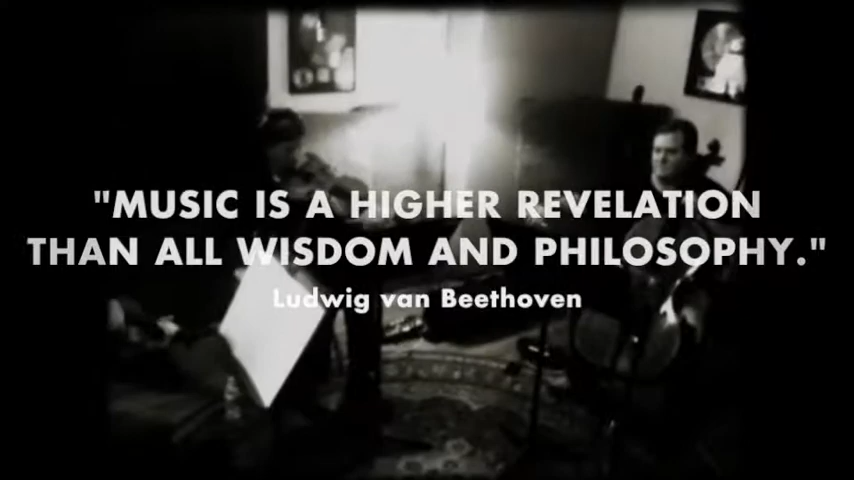 "MUSIC IS A HIGHER REVELATION
THAN ALL WISDOM AND PHILOSOPHY."
Ludwig van Beethoven